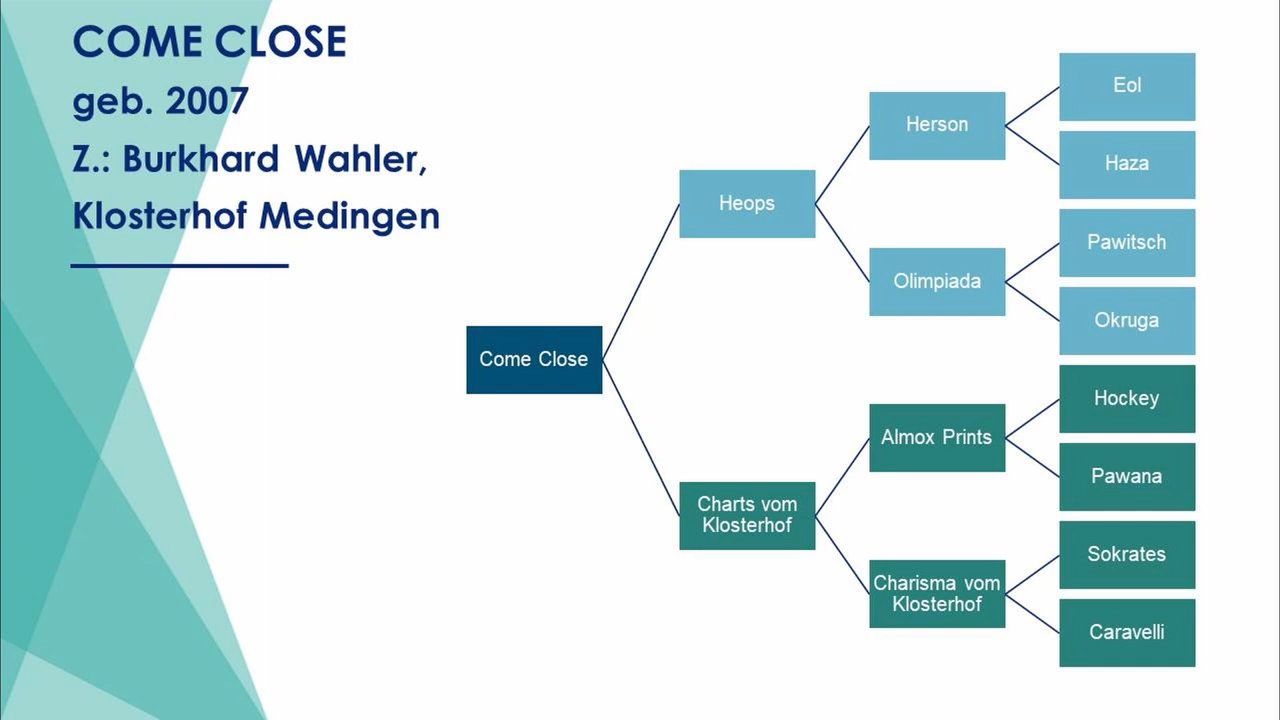 COME CLOSE
geb. 2007
Z.: Burkhard Wahler,
Klosterhof Medingen
Come Close
Heops
Charts vom
Klosterhof
Herson
Olimpiada
Almox Prints
Charisma vom
Klosterhof
Eol
Haza
Pawitsch
Okruga
Hockey
Pawana
Sokrates
Caravelli